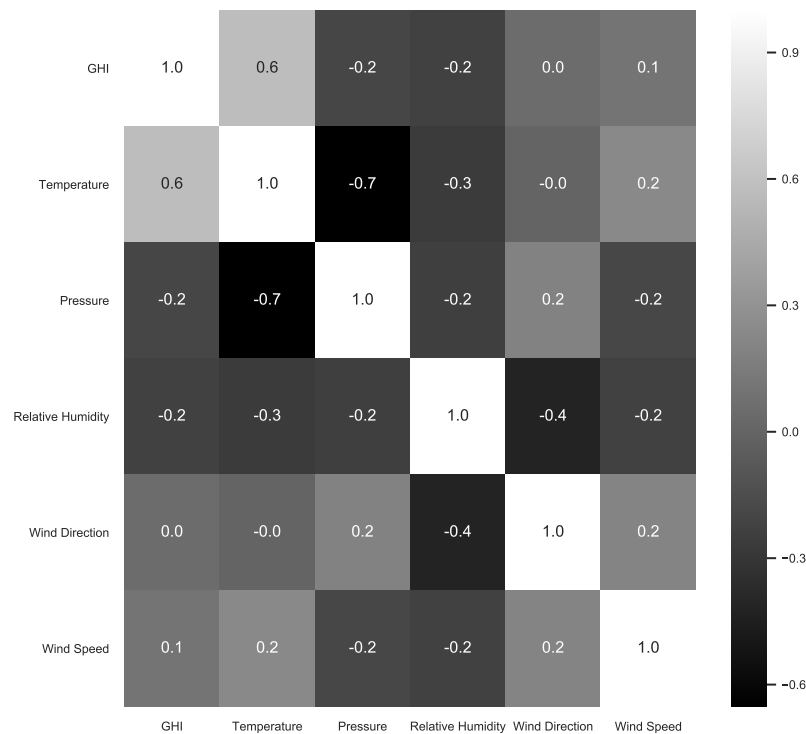 GHI 1.0 0.6 -0.2 -0.2 0.0 0.1
Temperature 0.6 1.0 -0.7 -0.3 -0.0 0.2
Pressure -0.2 -0.7 1.0 -0.2 0.2 -0.2
Relative Humidity -0.2 -0.3 -0.2 1.0 -0.4 -0.2
Wind Direction 0.0 -0.0 0.2 -0.4 1.0 0.2
Wind Speed 0.1 0.2 -0.2 -0.2 0.2 1.0
GHI Temperature Pressure Relative Humidity Wind Direction Wind Speed
0.9
0.6
0.3
0.0
−0.3
−0.6